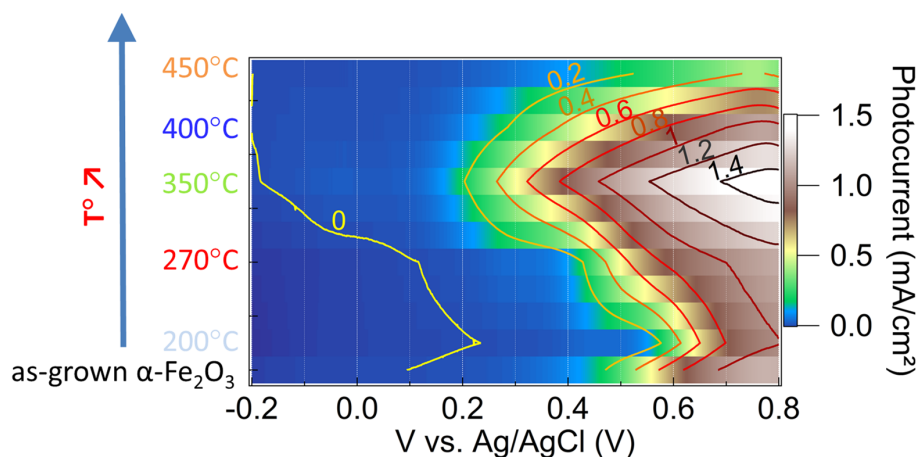 T° ↗
450°C
400°C
350°C
270°C
200°C
as-grown α-Fe₂O₃
0
0.2
0.4
0.6
0.8
1
1.2
1.4
-0.2 0.0 0.2 0.4 0.6 0.8
V vs. Ag/AgCl (V)
1.5
1.0
0.5
0.0
Photocurrent (mA/cm²)